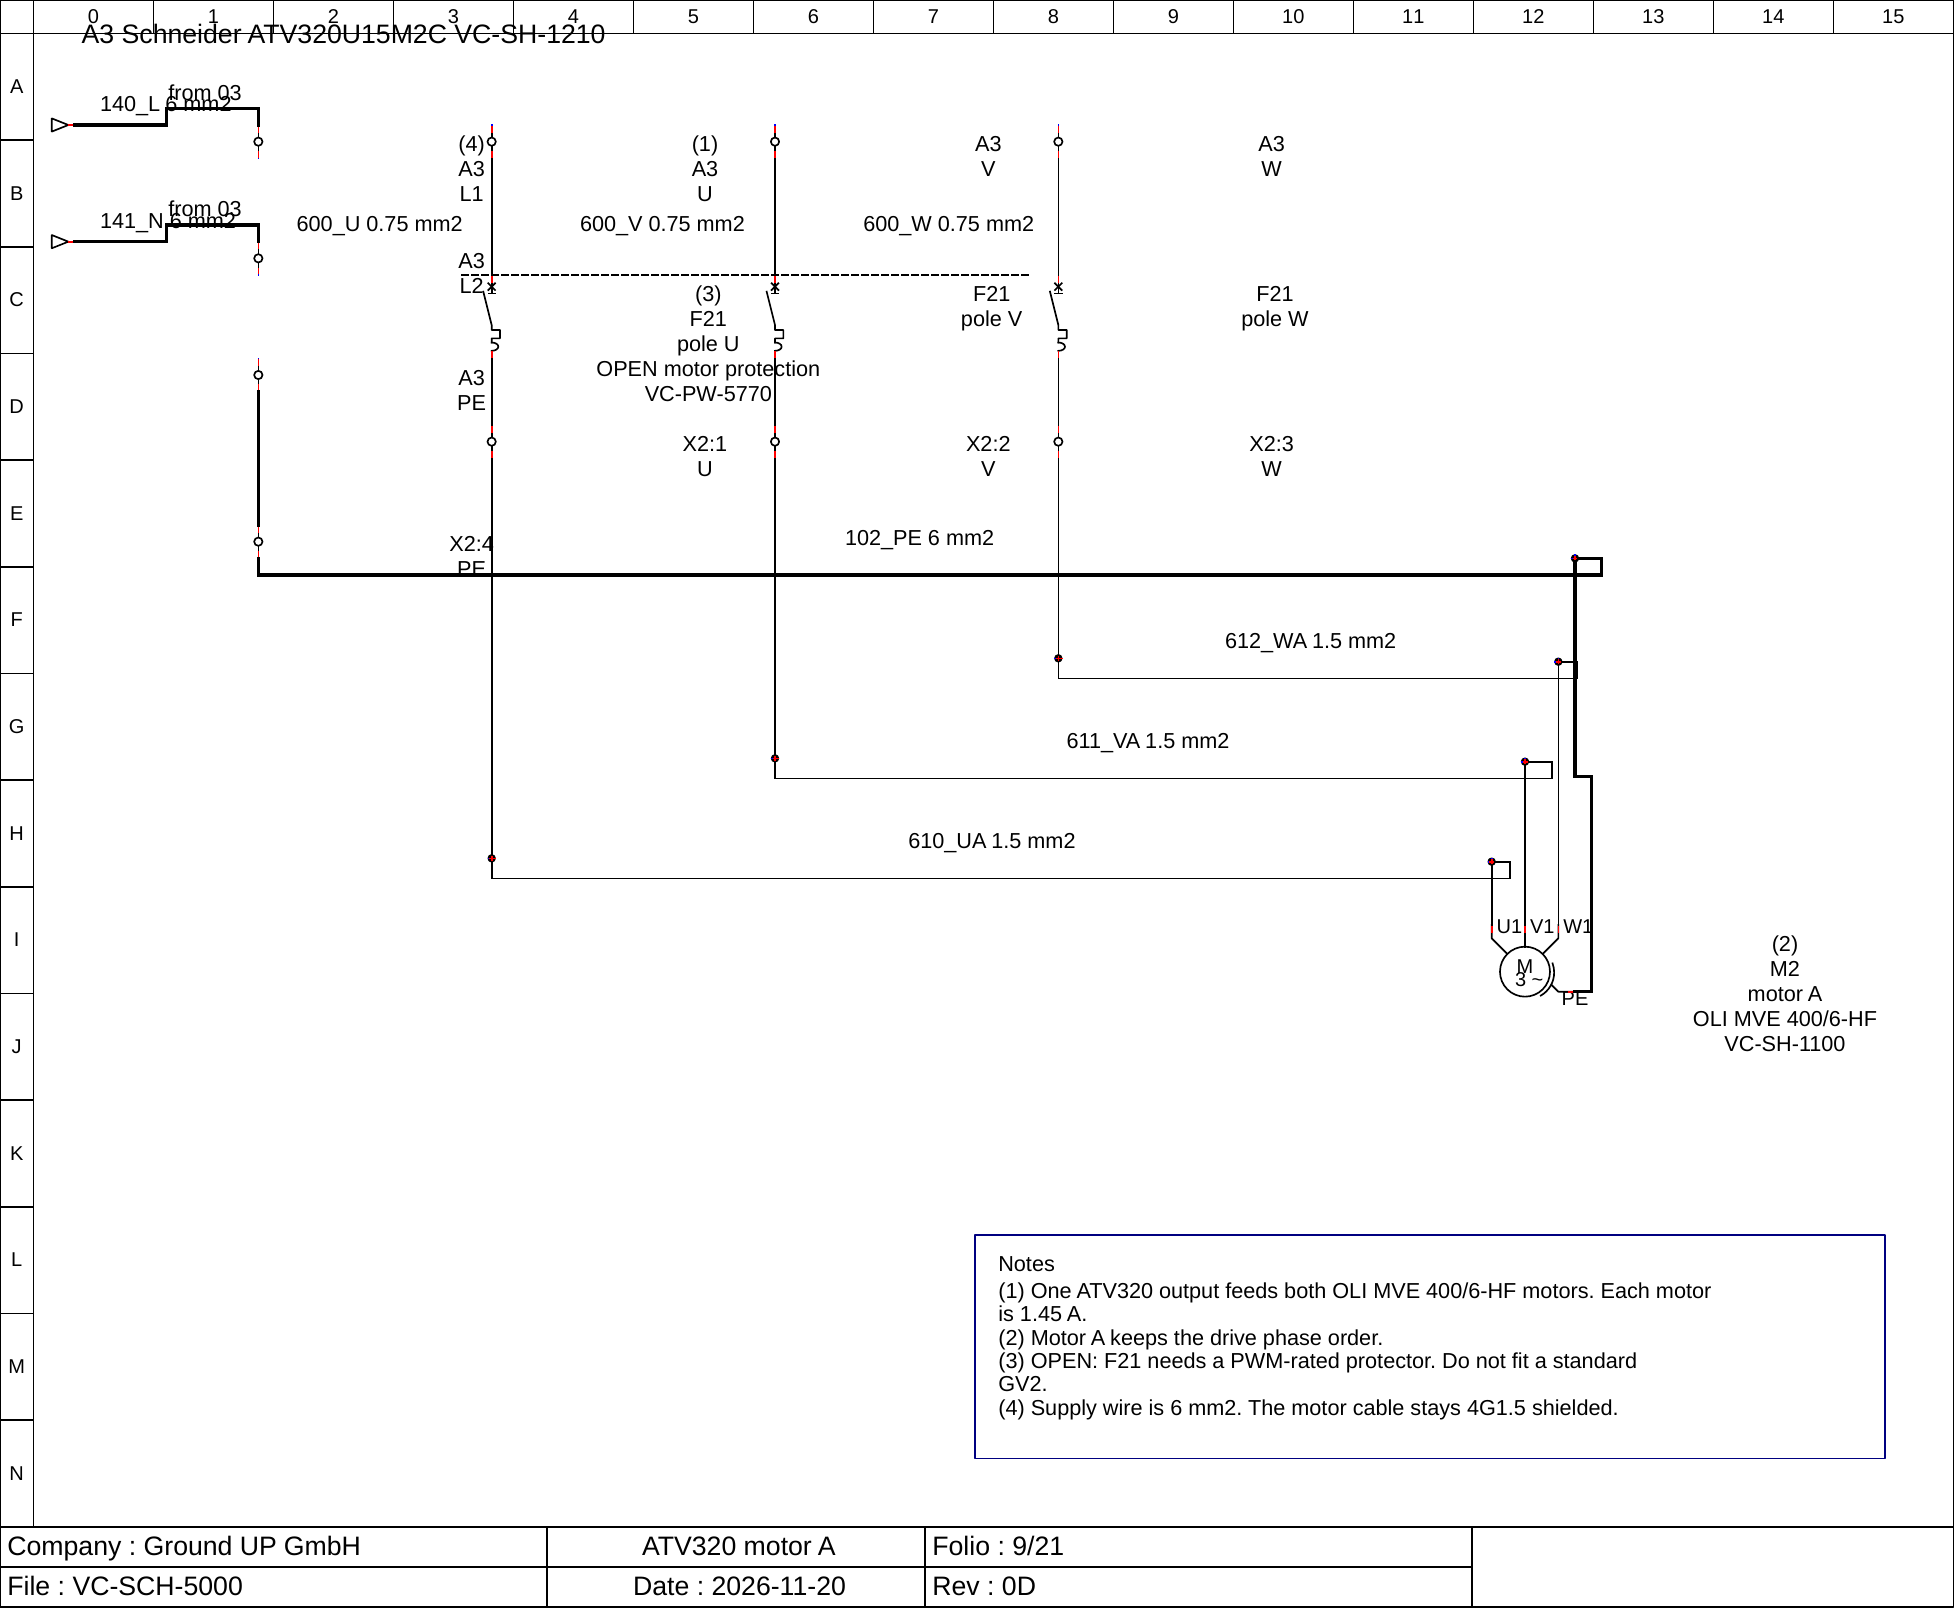 0 1 2 3 4 5 6 7 8 9 10 11 12 13 14 15
A3 Schneider ATV320U15M2C VC-SH-1210
A
from 03
140_L 6 mm2
(4)
A3
L1
(1)
A3
U
A3
V
A3
W
B
from 03
141_N 6 mm2
600_U 0.75 mm2
600_V 0.75 mm2
600_W 0.75 mm2
A3
L2
C
(3)
F21
pole U
OPEN motor protection
VC-PW-5770
F21
pole V
F21
pole W
A3
PE
D
X2:1
U
X2:2
V
X2:3
W
E
X2:4
PE
102_PE 6 mm2
F
612_WA 1.5 mm2
G
611_VA 1.5 mm2
H
610_UA 1.5 mm2
I
U1 V1 W1
M
3 ~
PE
(2)
M2
motor A
OLI MVE 400/6-HF
VC-SH-1100
J
K
L
Notes
(1) One ATV320 output feeds both OLI MVE 400/6-HF motors. Each motor
is 1.45 A.
(2) Motor A keeps the drive phase order.
(3) OPEN: F21 needs a PWM-rated protector. Do not fit a standard
GV2.
(4) Supply wire is 6 mm2. The motor cable stays 4G1.5 shielded.
M
N
Company : Ground UP GmbH
ATV320 motor A
Folio : 9/21
File : VC-SCH-5000
Date : 2026-11-20
Rev : 0D